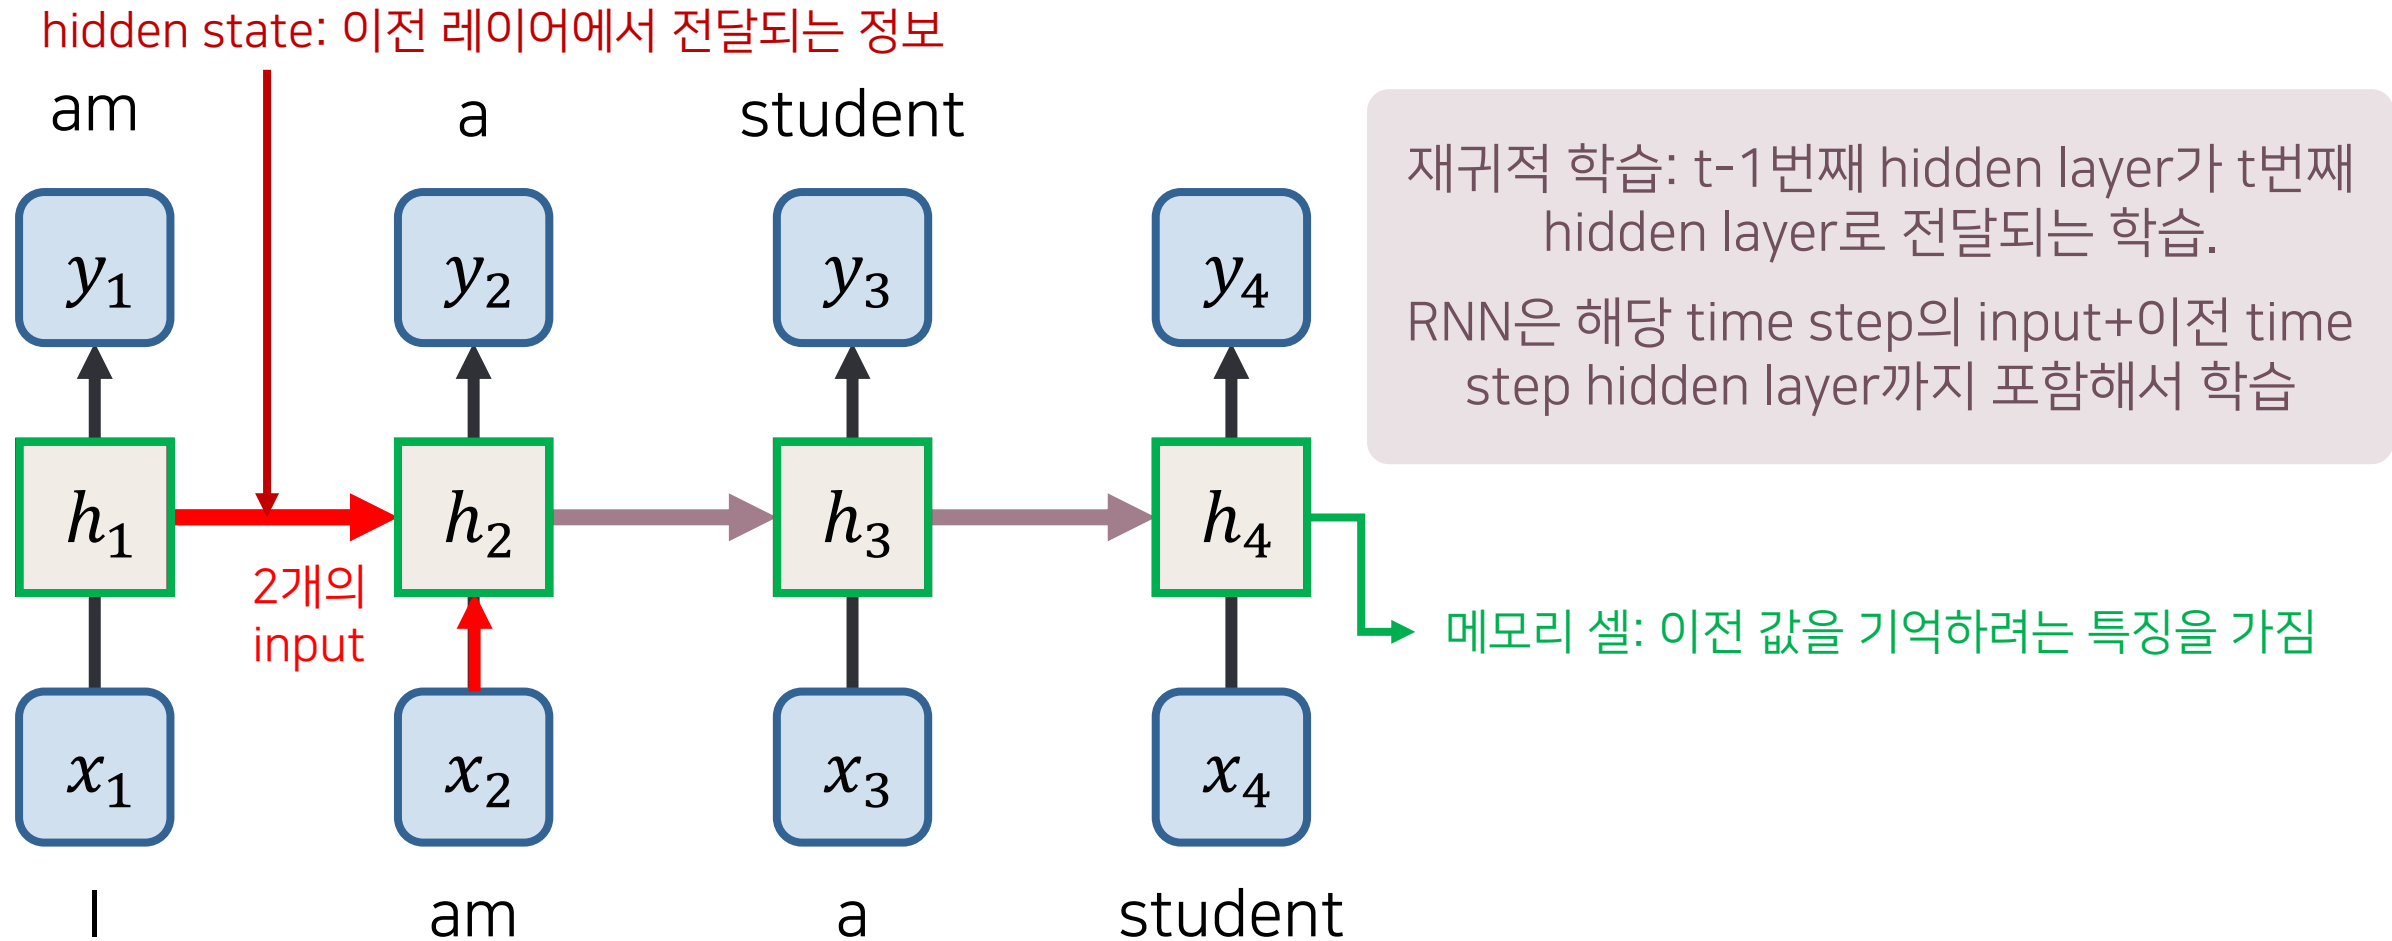 hidden state: 이전 레이어에서 전달되는 정보
am
a
student
재귀적 학습: t-1번째 hidden layer가 t번째
hidden layer로 전달되는 학습.
RNN은 해당 time step의 input+이전 time
step hidden layer까지 포함해서 학습
y₁
y₂
y₃
y₄
h₁
h₂
h₃
h₄
2개의
input
메모리 셀: 이전 값을 기억하려는 특징을 가짐
x₁
x₂
x₃
x₄
I
am
a
student